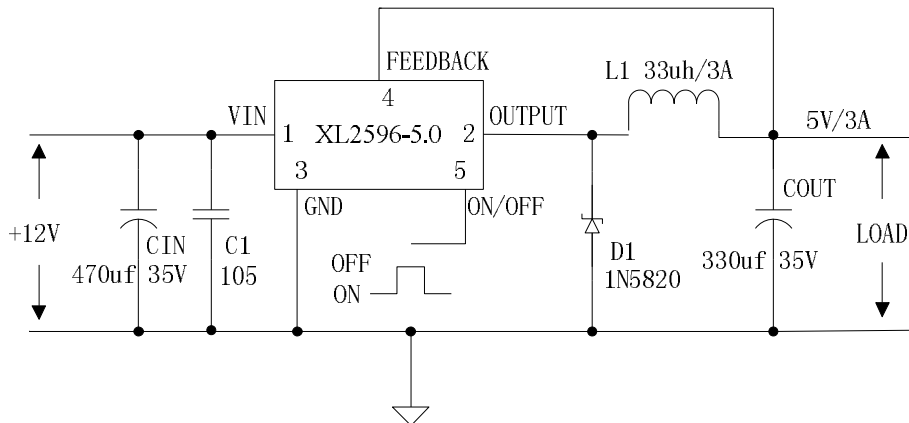 FEEDBACK
L1 33uh/3A
4
VIN
OUTPUT
5V/3A
1
XL2596-5.0
2
3
5
GND
ON/OFF
COUT
+12V
CIN
C1
470uf 35V
105
OFF
ON
D1
1N5820
330uf 35V
LOAD